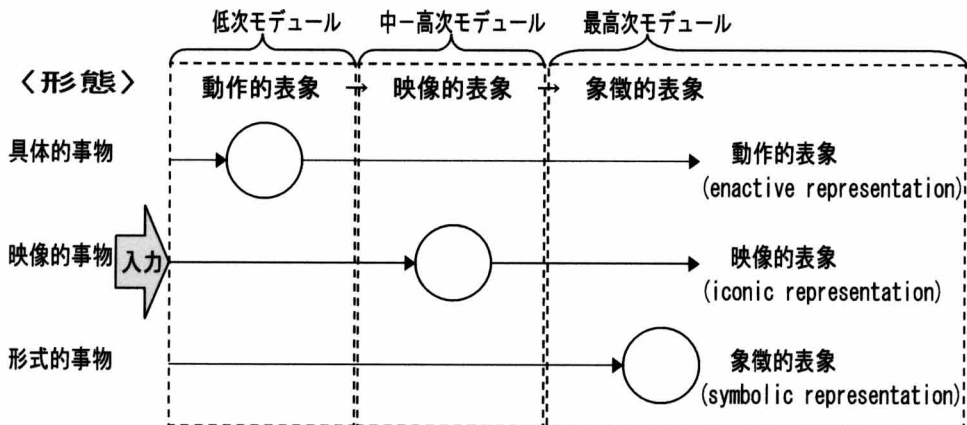 低次モジュール 中ー高次モジュール 最高次モジュール
〈形態〉 動作的表象 → 映像的表象 → 象徴的表象
具体的事物 動作的表象
(enactive representation)
映像的事物 入力 映像的表象
(iconic representation)
形式的事物 象徴的表象
(symbolic representation)